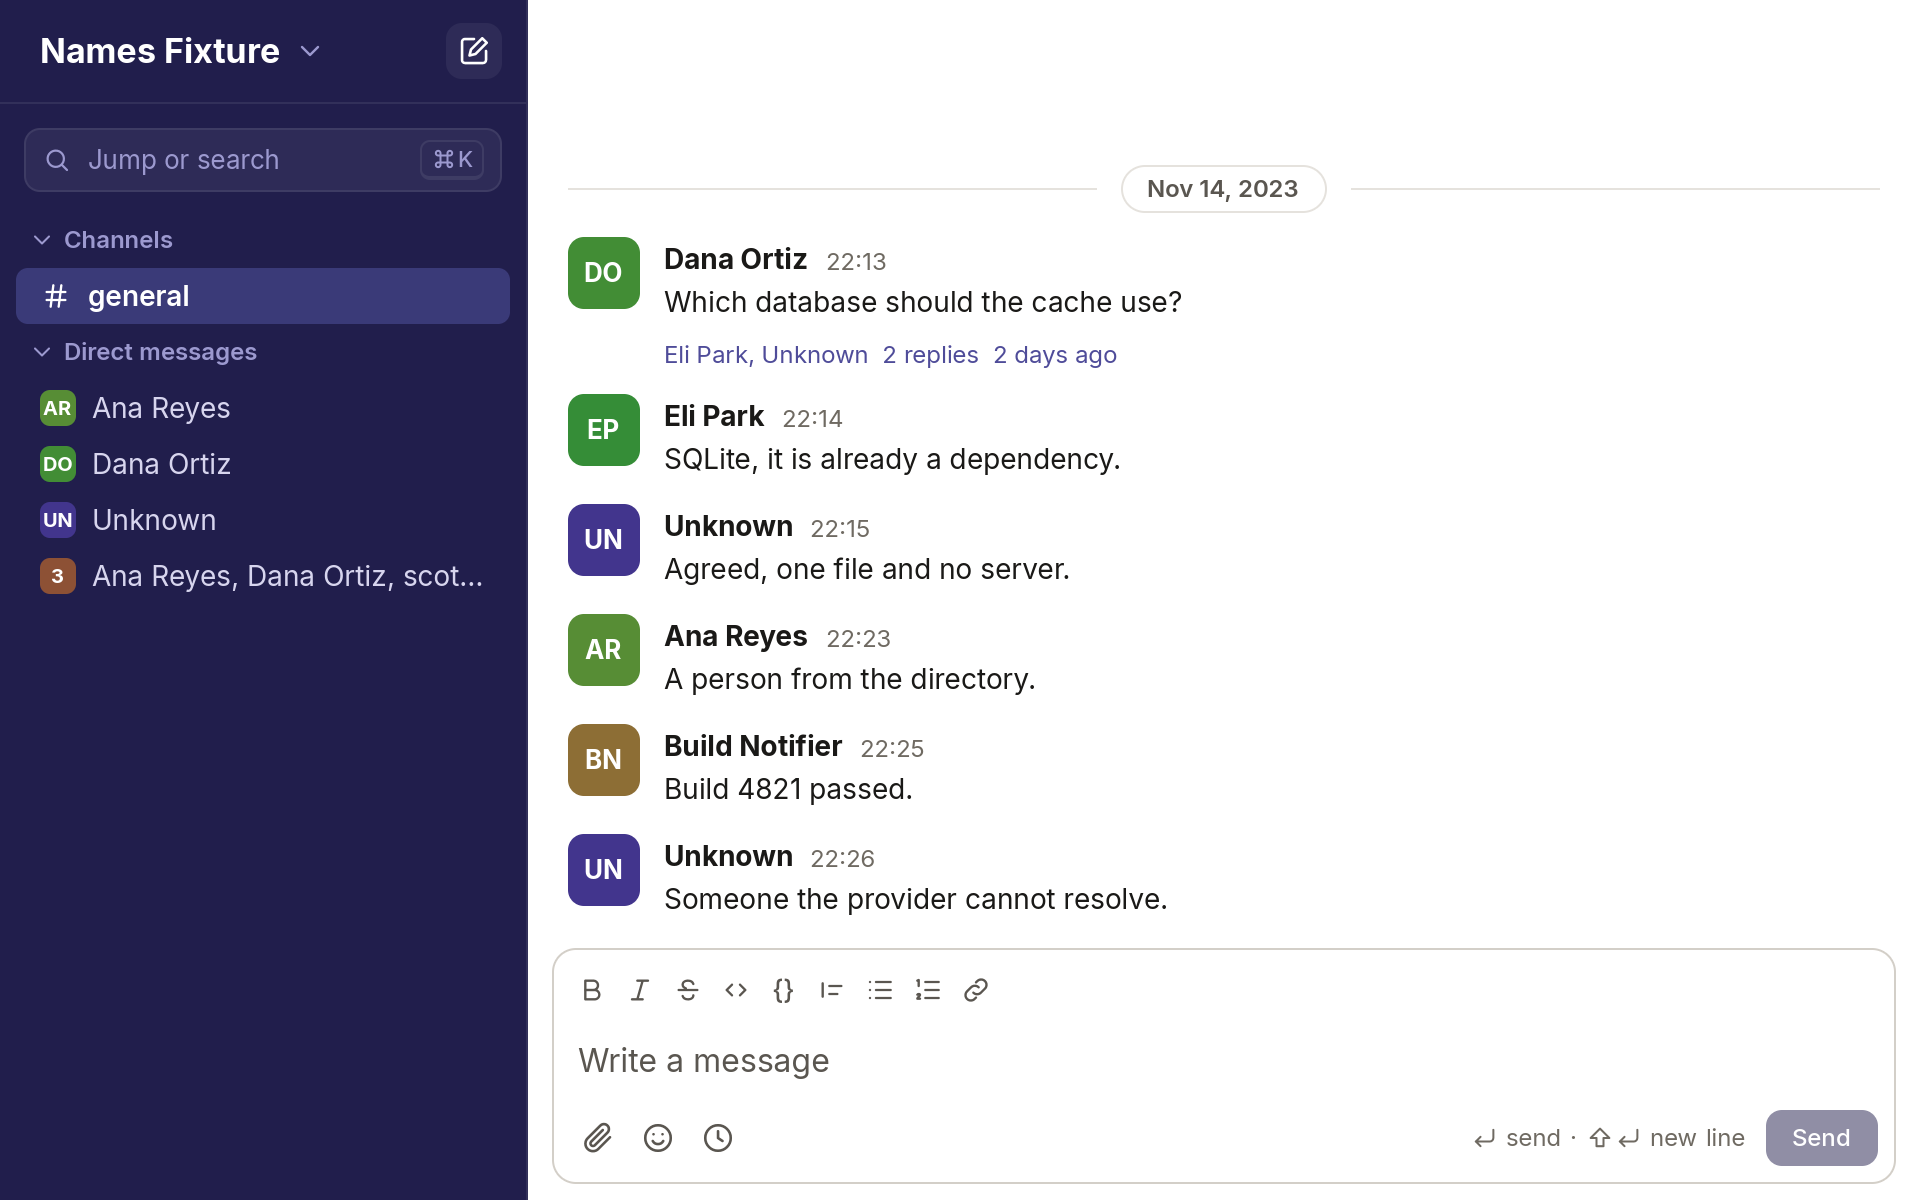 Names Fixture
Jump or search ⌘K
Channels
# general
Direct messages
AR Ana Reyes
DO Dana Ortiz
UN Unknown
3 Ana Reyes, Dana Ortiz, scot...
Nov 14, 2023
DO
Dana Ortiz 22:13
Which database should the cache use?
Eli Park, Unknown 2 replies 2 days ago
EP
Eli Park 22:14
SQLite, it is already a dependency.
UN
Unknown 22:15
Agreed, one file and no server.
AR
Ana Reyes 22:23
A person from the directory.
BN
Build Notifier 22:25
Build 4821 passed.
UN
Unknown 22:26
Someone the provider cannot resolve.
Write a message
send · new line
Send